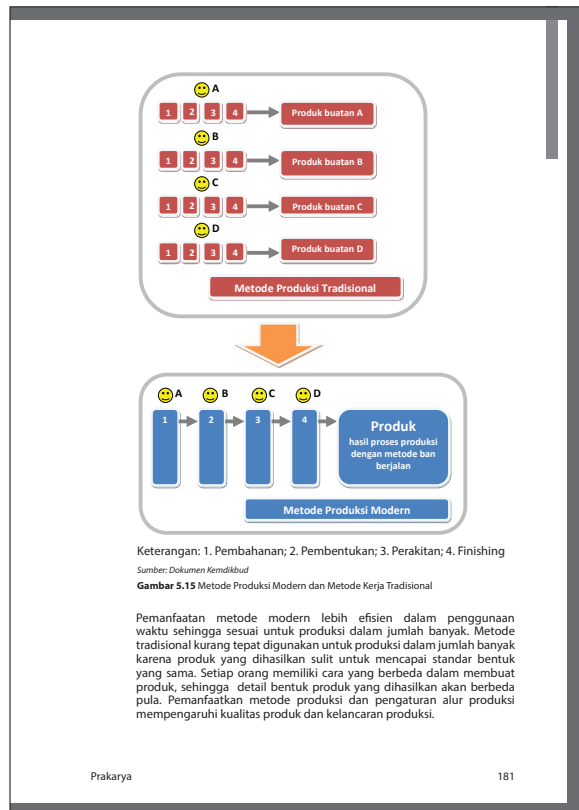 A
1 2 3 4 Produk buatan A
B
1 2 3 4 Produk buatan B
C
1 2 3 4 Produk buatan C
D
1 2 3 4 Produk buatan D
Metode Produksi Tradisional
A B C D
1 2 3 4
Produk
hasil proses produksi
dengan metode ban
berjalan
Metode Produksi Modern
Keterangan: 1. Pembahanan; 2. Pembentukan; 3. Perakitan; 4. Finishing
Sumber: Dokumen Kemdikbud
Gambar 5.15 Metode Produksi Modern dan Metode Kerja Tradisional
Pemanfaatan metode modern lebih efisien dalam penggunaan
waktu sehingga sesuai untuk produksi dalam jumlah banyak. Metode
tradisional kurang tepat digunakan untuk produksi dalam jumlah banyak
karena produk yang dihasilkan sulit untuk mencapai standar bentuk
yang sama. Setiap orang memiliki cara yang berbeda dalam membuat
produk, sehingga detail bentuk produk yang dihasilkan akan berbeda
pula. Pemanfaatkan metode produksi dan pengaturan alur produksi
mempengaruhi kualitas produk dan kelancaran produksi.
Prakarya 181